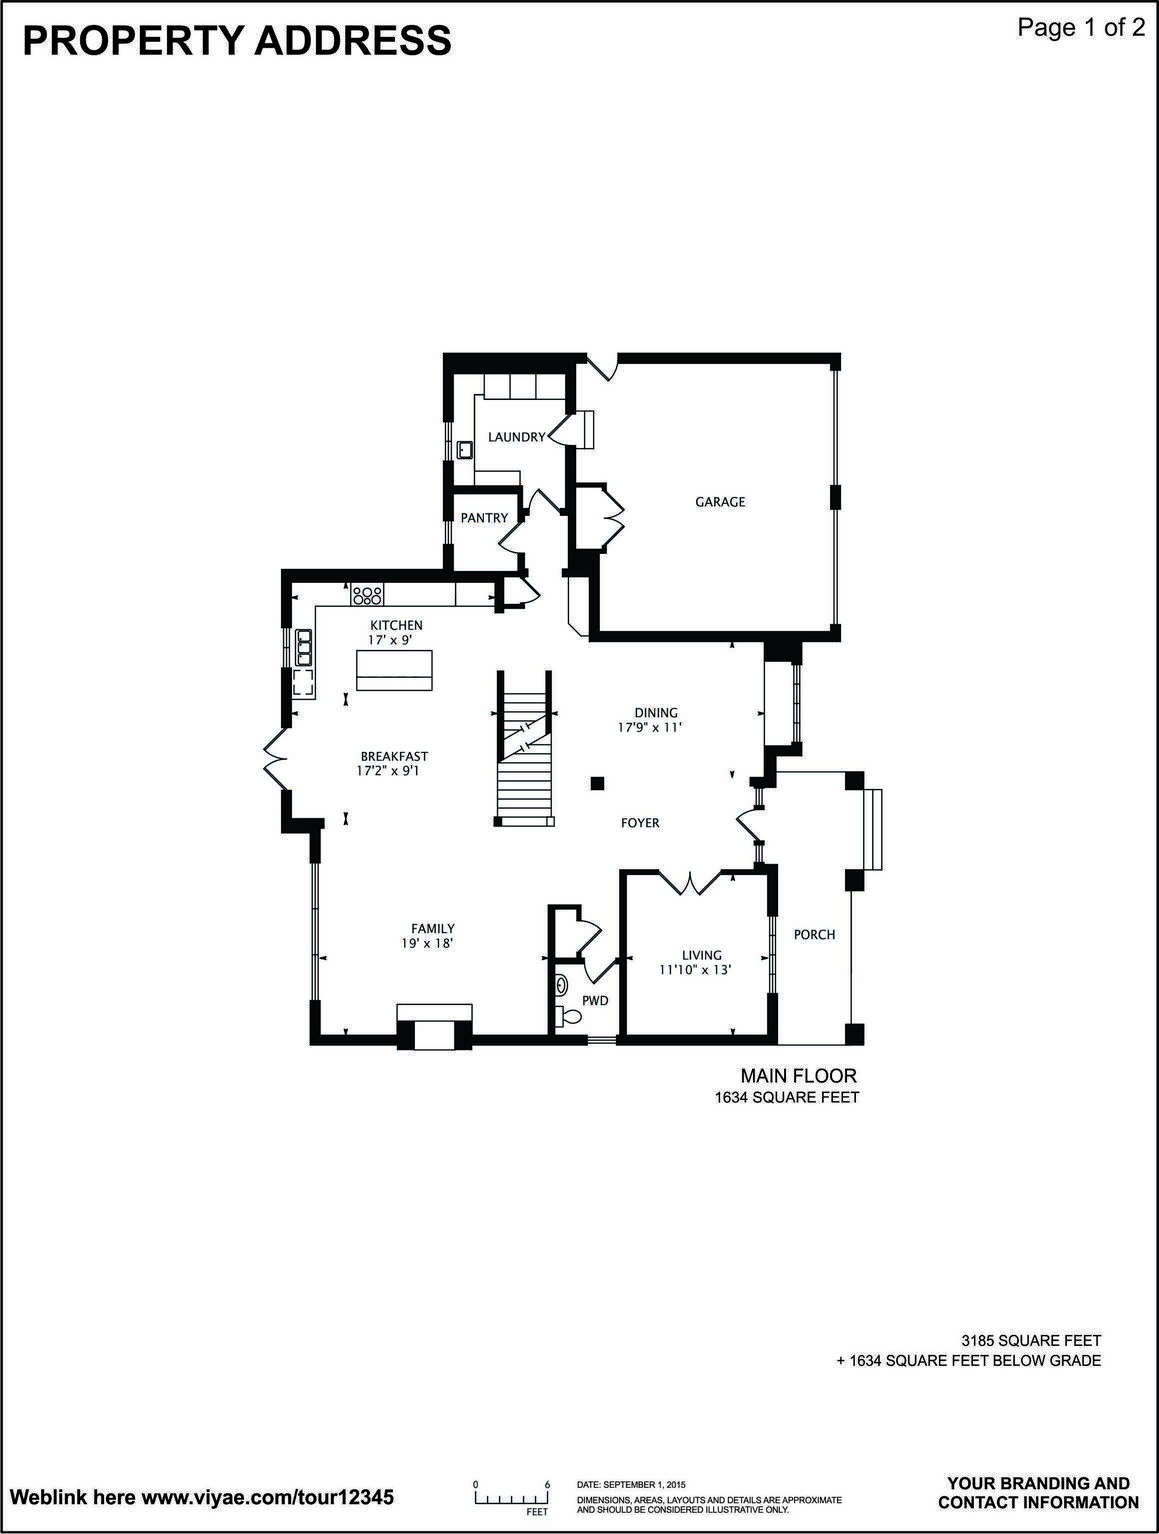 PROPERTY ADDRESS
Page 1 of 2
LAUNDRY
PANTRY
GARAGE
KITCHEN
17' x 9'
DINING
17'9" x 11'
BREAKFAST
17'2" x 9'1
FOYER
FAMILY
19' x 18'
LIVING
11'10" x 13'
PORCH
PWD
MAIN FLOOR
1634 SQUARE FEET
3185 SQUARE FEET
+ 1634 SQUARE FEET BELOW GRADE
Weblink here www.viyae.com/tour12345
0 6
FEET
DATE: SEPTEMBER 1, 2015
DIMENSIONS, AREAS, LAYOUTS AND DETAILS ARE APPROXIMATE
AND SHOULD BE CONSIDERED ILLUSTRATIVE ONLY.
YOUR BRANDING AND
CONTACT INFORMATION